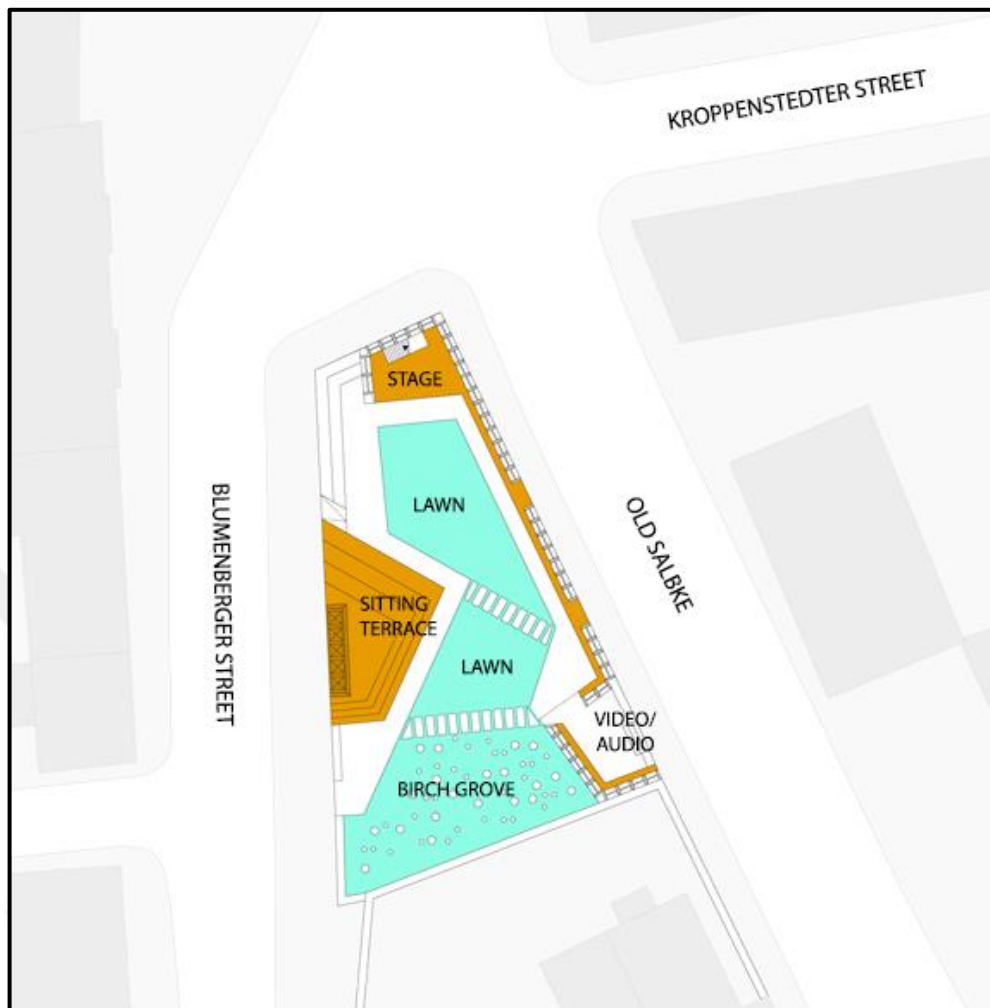 KROPPENSTEDTER STREET
STAGE
LAWN
BLUMENBERGER STREET
OLD SALBKE
SITTING
TERRACE
LAWN
VIDEO/
AUDIO
BIRCH GROVE